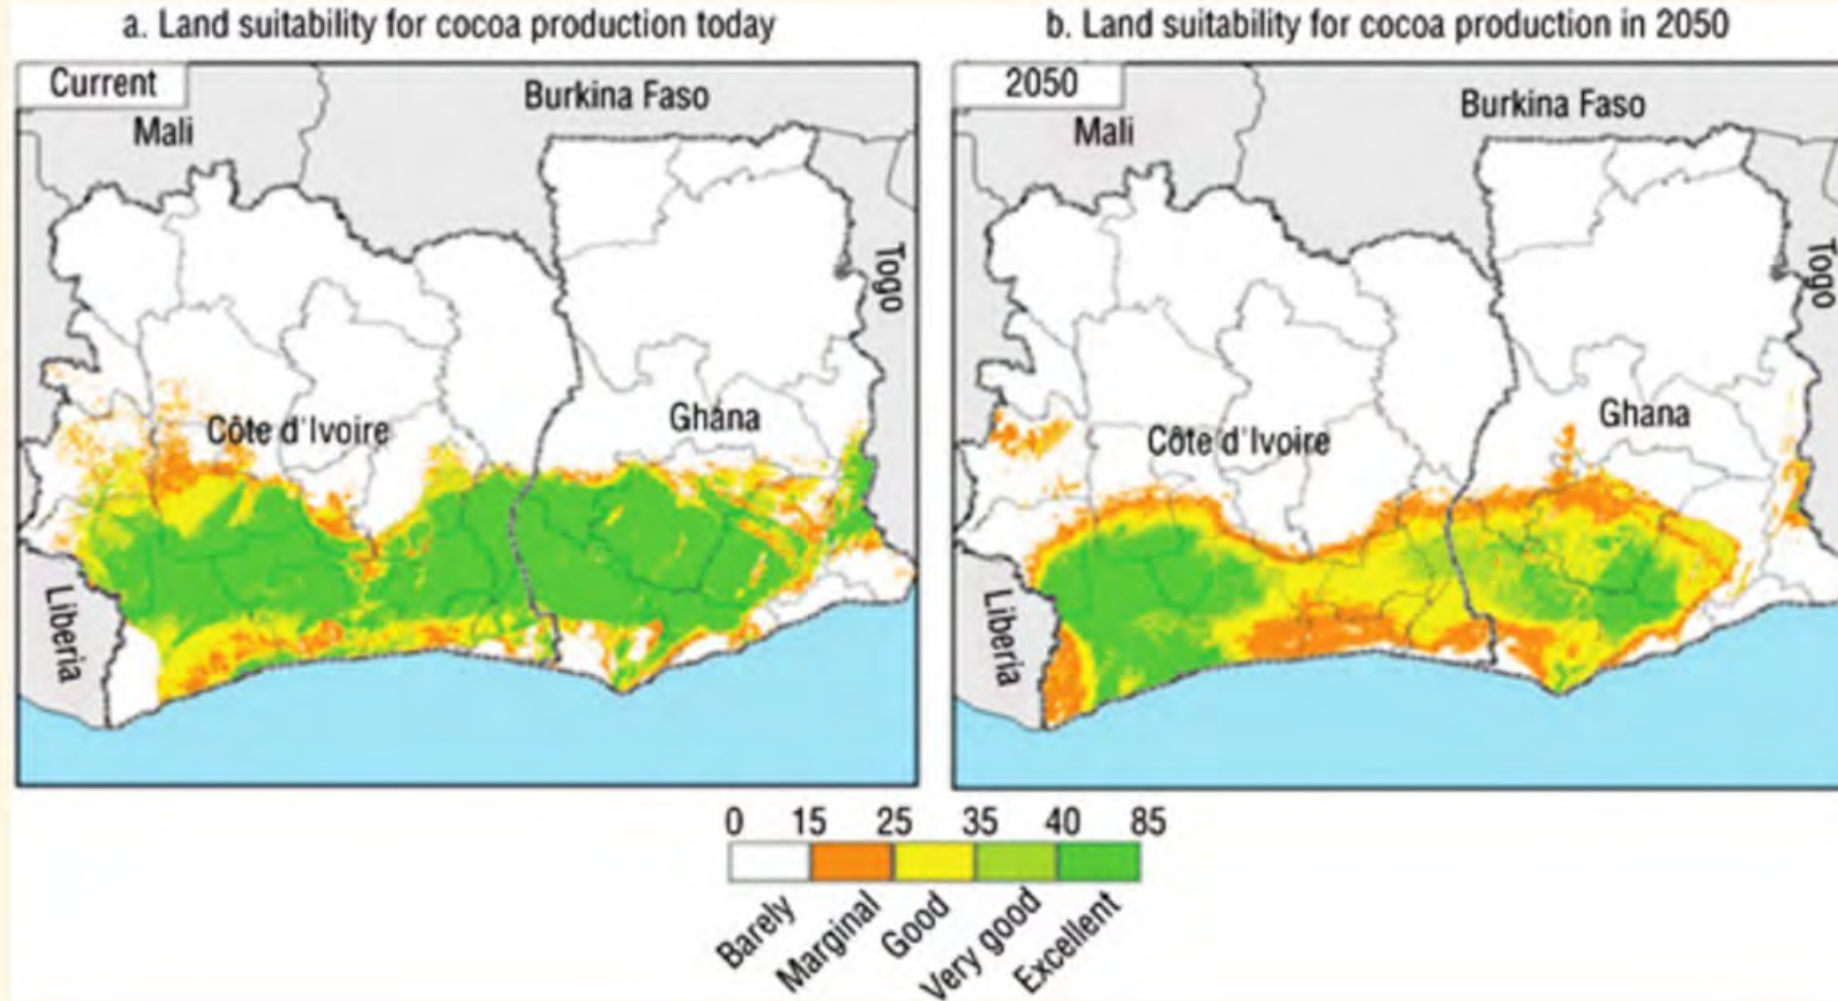 a. Land suitability for cocoa production today
Current
Burkina Faso
Mali
Togo
Côte d'Ivoire
Ghana
Liberia
b. Land suitability for cocoa production in 2050
2050
Burkina Faso
Mali
Togo
Côte d'Ivoire
Ghana
Liberia
0 15 25 35 40 85
Barely
Marginal
Good
Very good
Excellent